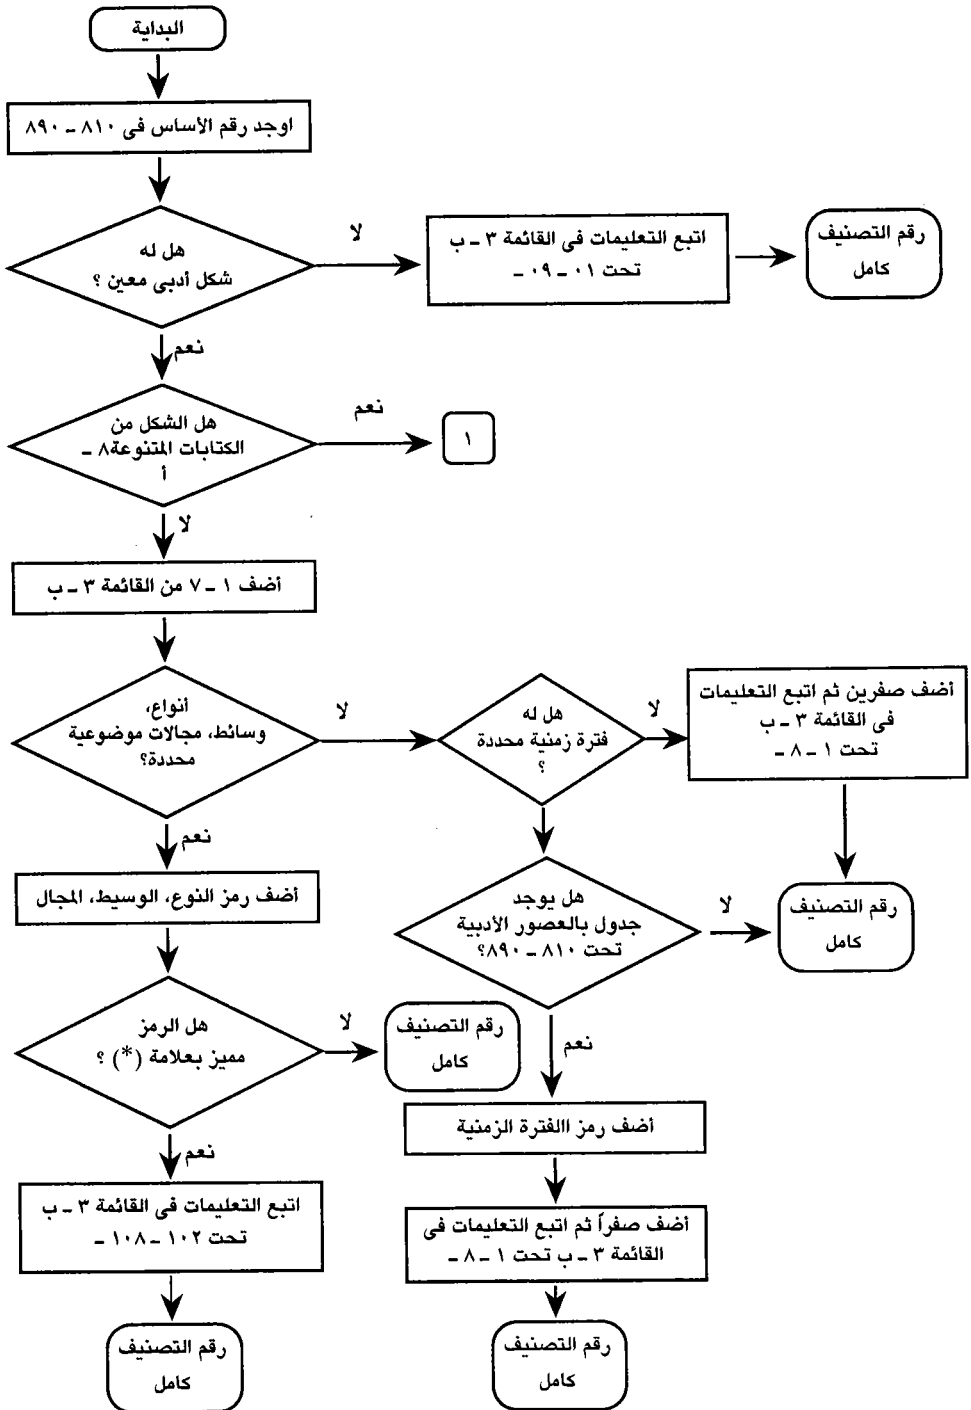 البداية
اوجد رقم الأساس فى ٨١٠ ـ ٨٩٠
هل له
شكل أدبى معين ؟
لا
اتبع التعليمات فى القائمة ٣ ـ ب
تحت ٠١ ـ ٠٩ ـ
رقم التصنيف
كامل
نعم
هل الشكل من
الكتابات المتنوعة٨ ـ
أ
نعم
١
لا
أضف ١ ـ ٧ من القائمة ٣ ـ ب
أنواع،
وسائط، مجالات موضوعية
محددة؟
لا
هل له
فترة زمنية محددة
؟
لا
أضف صفرين ثم اتبع التعليمات
فى القائمة ٣ ـ ب
تحت ١ ـ ٨ ـ
نعم
أضف رمز النوع، الوسيط، المجال
هل يوجد
جدول بالعصور الأدبية
تحت ٨١٠ ـ ٨٩٠؟
لا
رقم التصنيف
كامل
هل الرمز
مميز بعلامة (*) ؟
لا
رقم التصنيف
كامل
نعم
أضف رمز االفترة الزمنية
نعم
اتبع التعليمات فى القائمة ٣ ـ ب
تحت ١٠٢ ـ ١٠٨ ـ
أضف صفراً ثم اتبع التعليمات فى
القائمة ٣ ـ ب تحت ١ ـ ٨ ـ
رقم التصنيف
كامل
رقم التصنيف
كامل